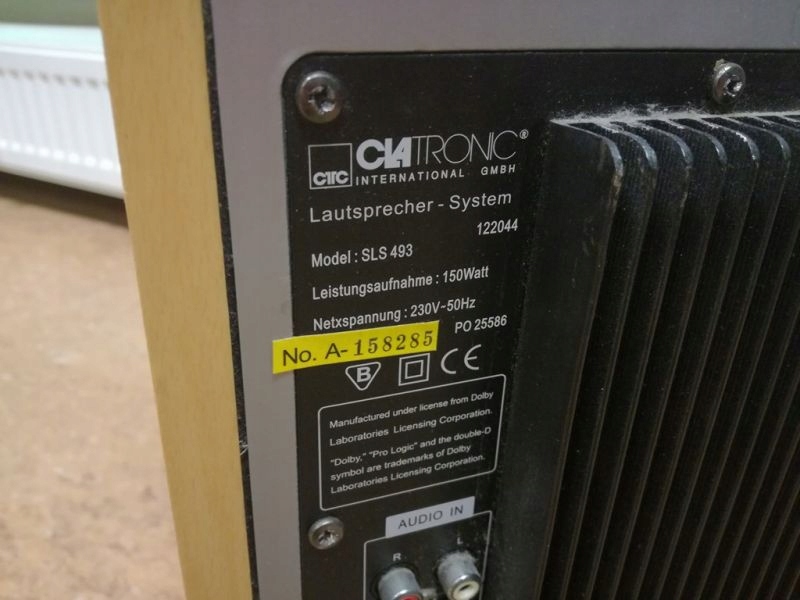 CTC CLATRONIC®
INTERNATIONAL GMBH
Lautsprecher - System
122044
Model : SLS 493
Leistungsaufnahme : 150Watt
Netxspannung : 230V~50Hz
PO 25586
No. A-158285
B CE
Manufactured under license from Dolby
Laboratories Licensing Corporation.
"Dolby," "Pro Logic" and the double-D
symbol are trademarks of Dolby
Laboratories Licensing Corporation.
AUDIO IN
R L